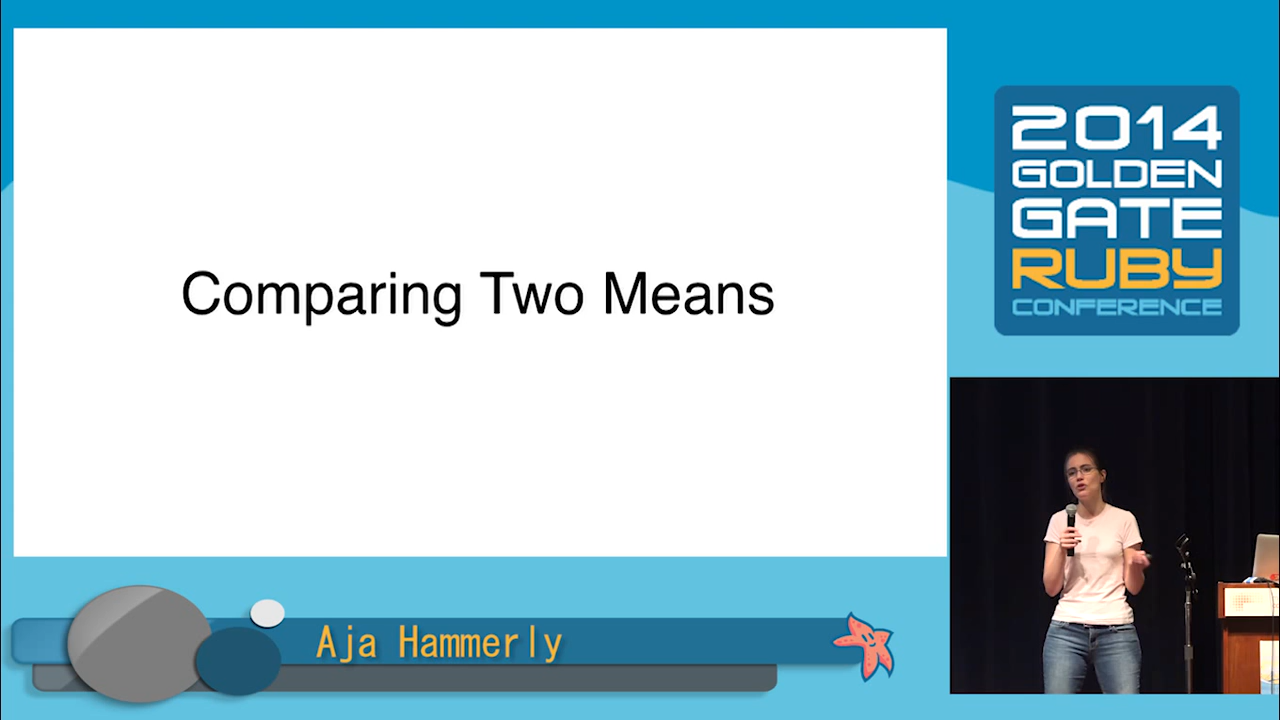 Comparing Two Means
2014
GOLDEN
GATE
RUBY
CONFERENCE
Aja Hammerly